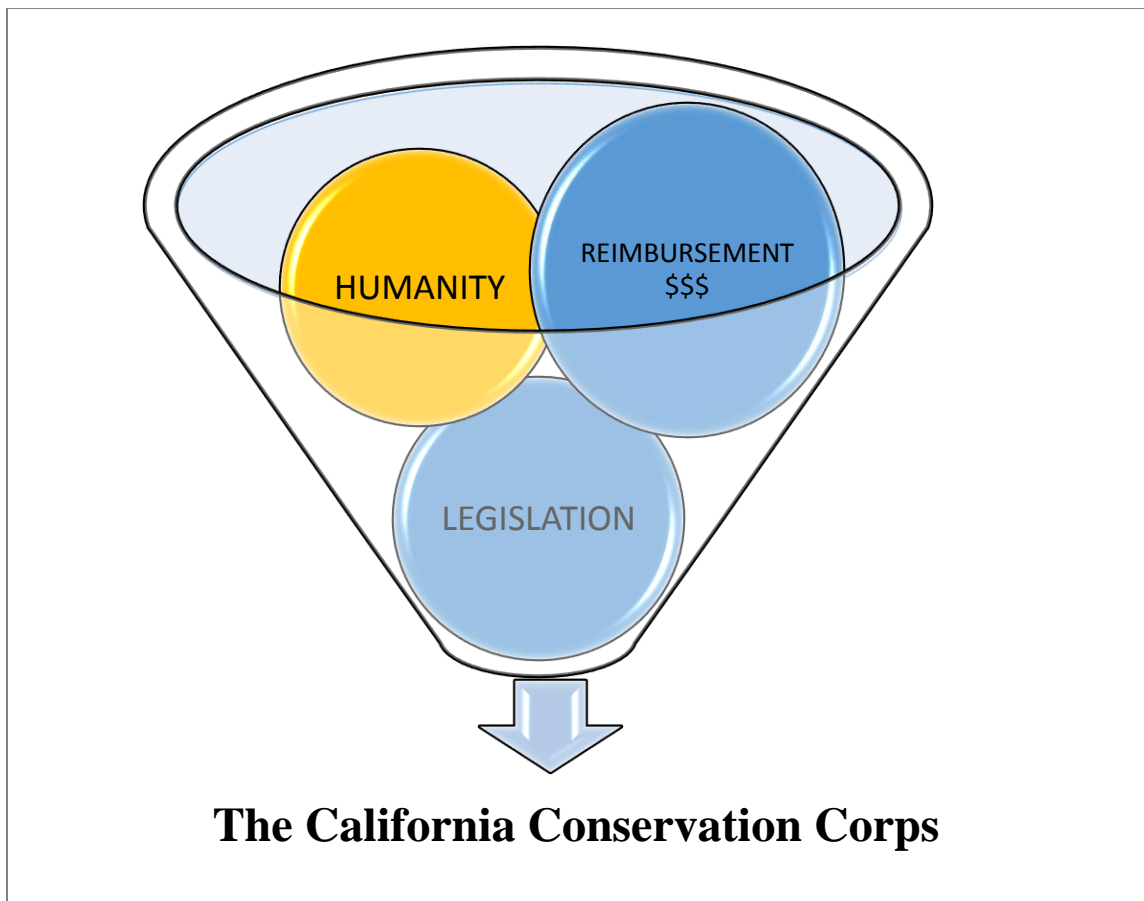 HUMANITY
REIMBURSEMENT
$$$
LEGISLATION
The California Conservation Corps